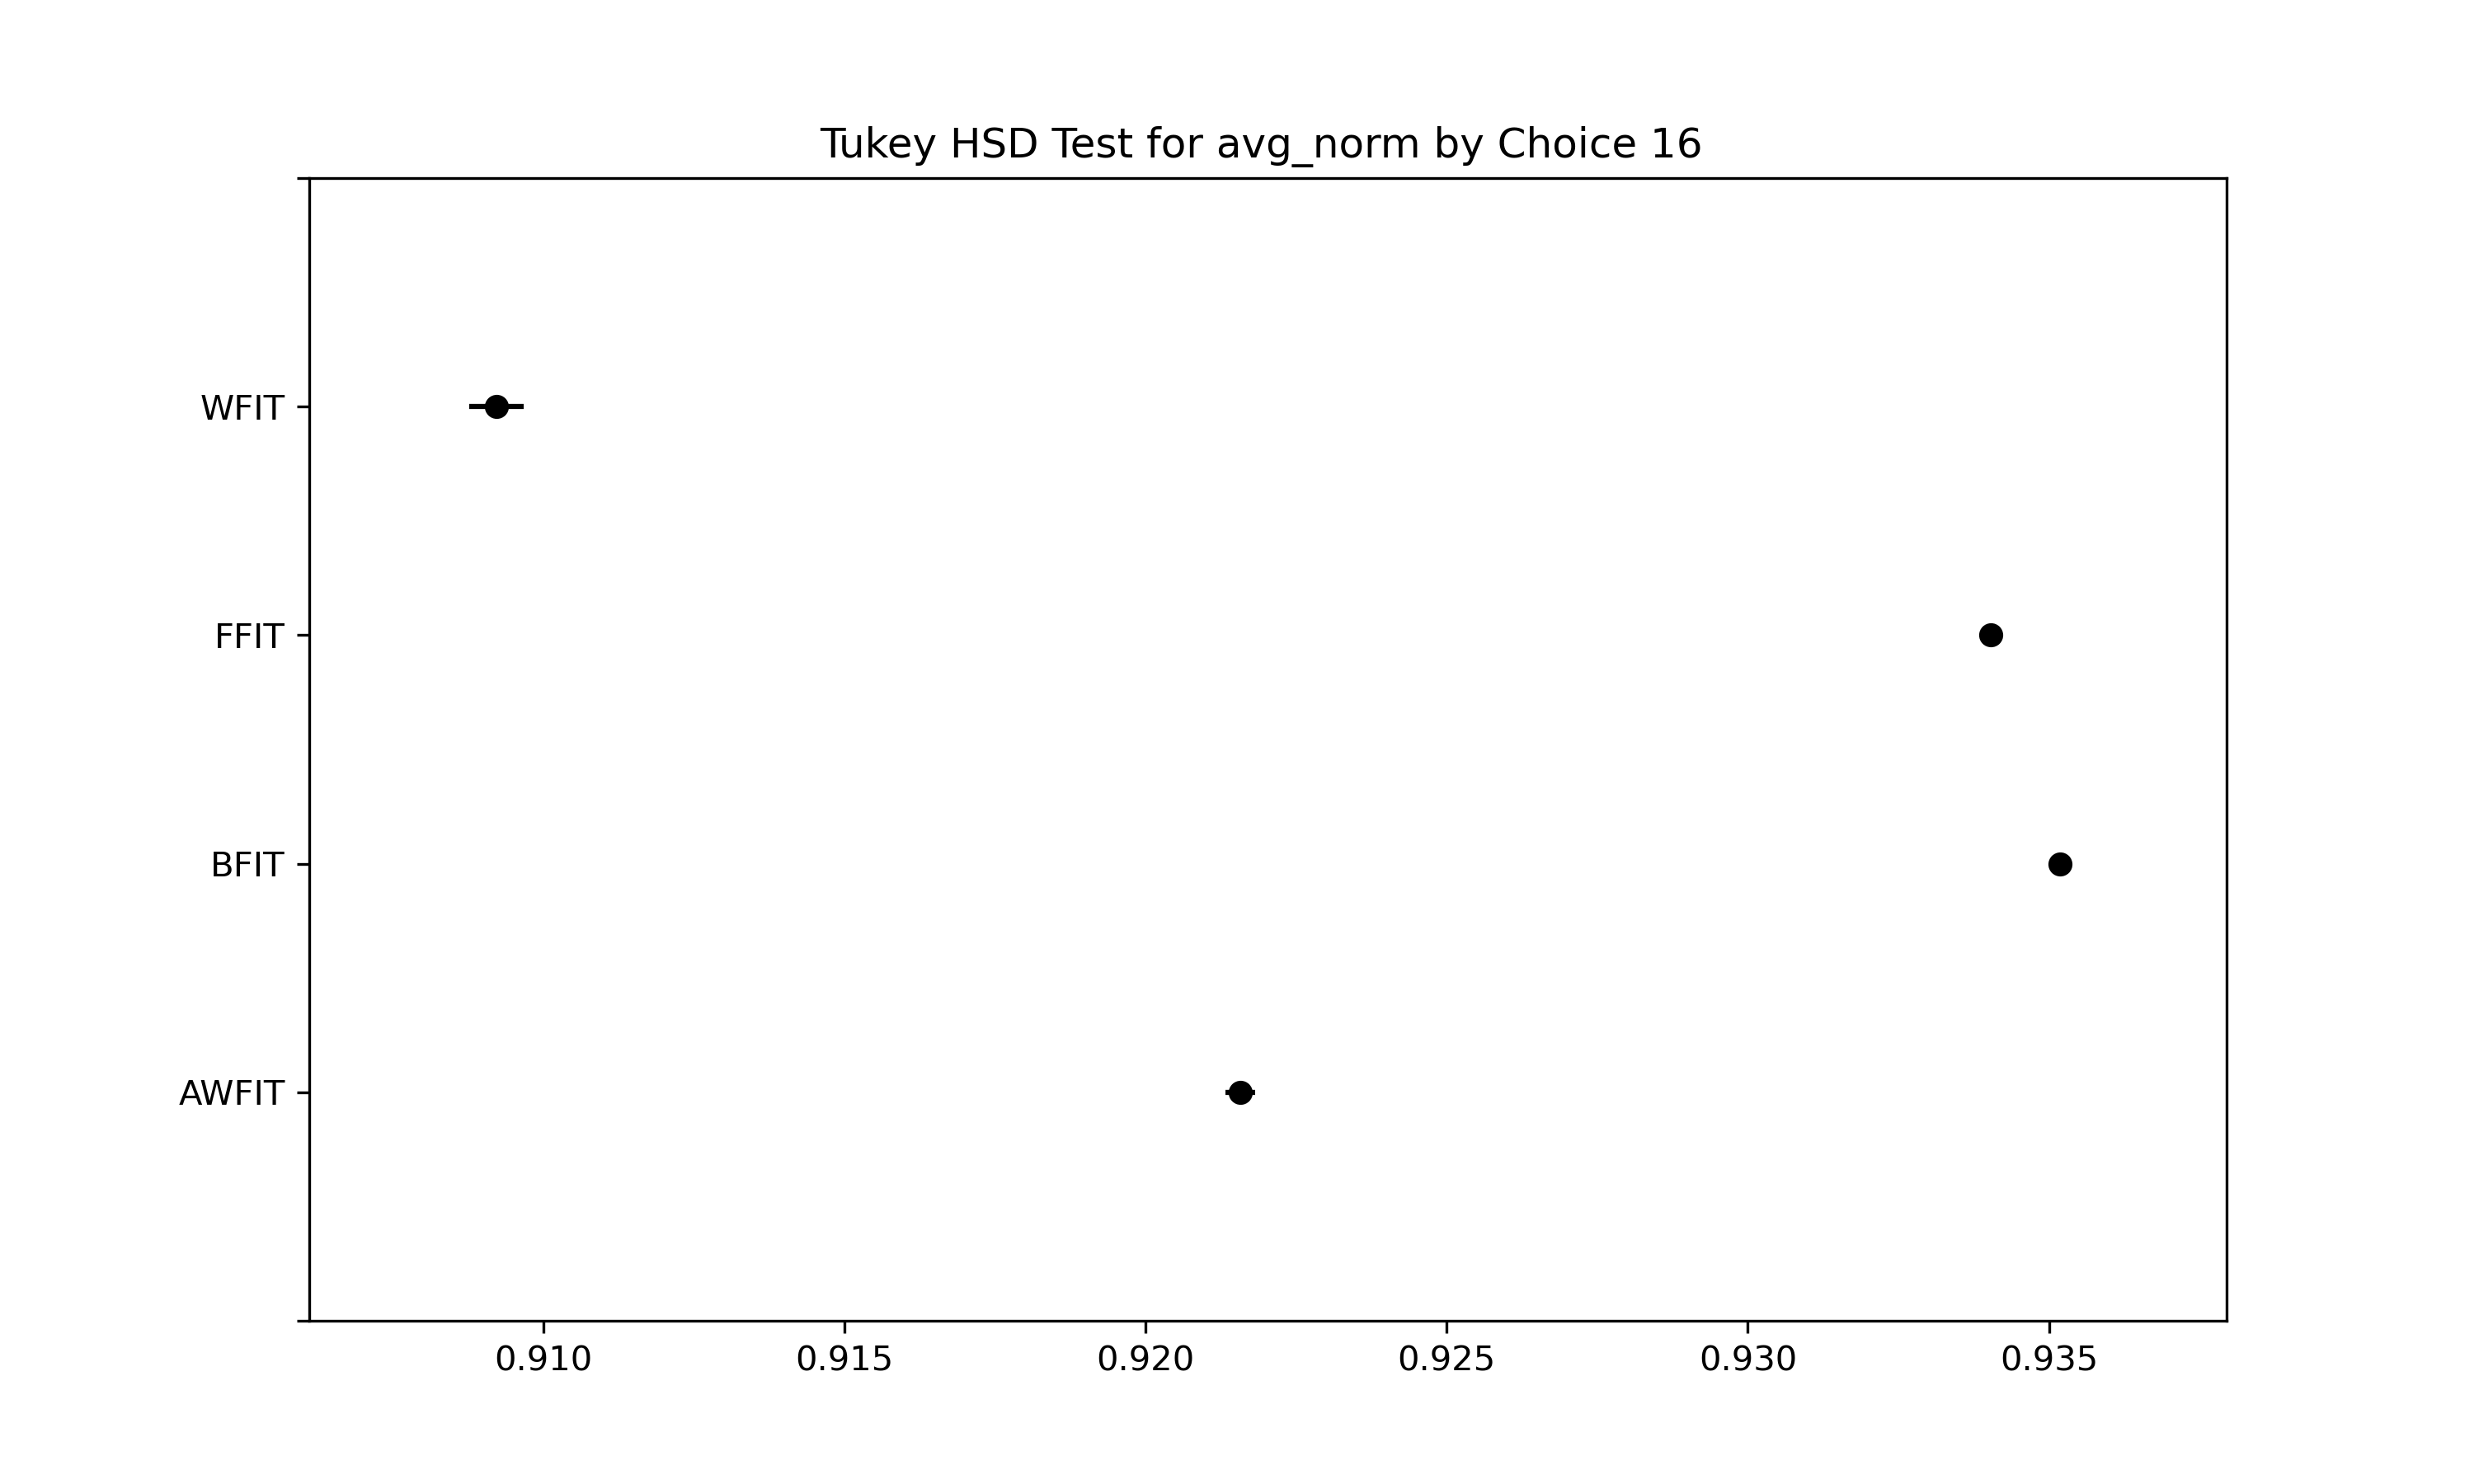 Tukey HSD Test for avg_norm by Choice 16
WFIT
FFIT
BFIT
AWFIT
0.910 0.915 0.920 0.925 0.930 0.935